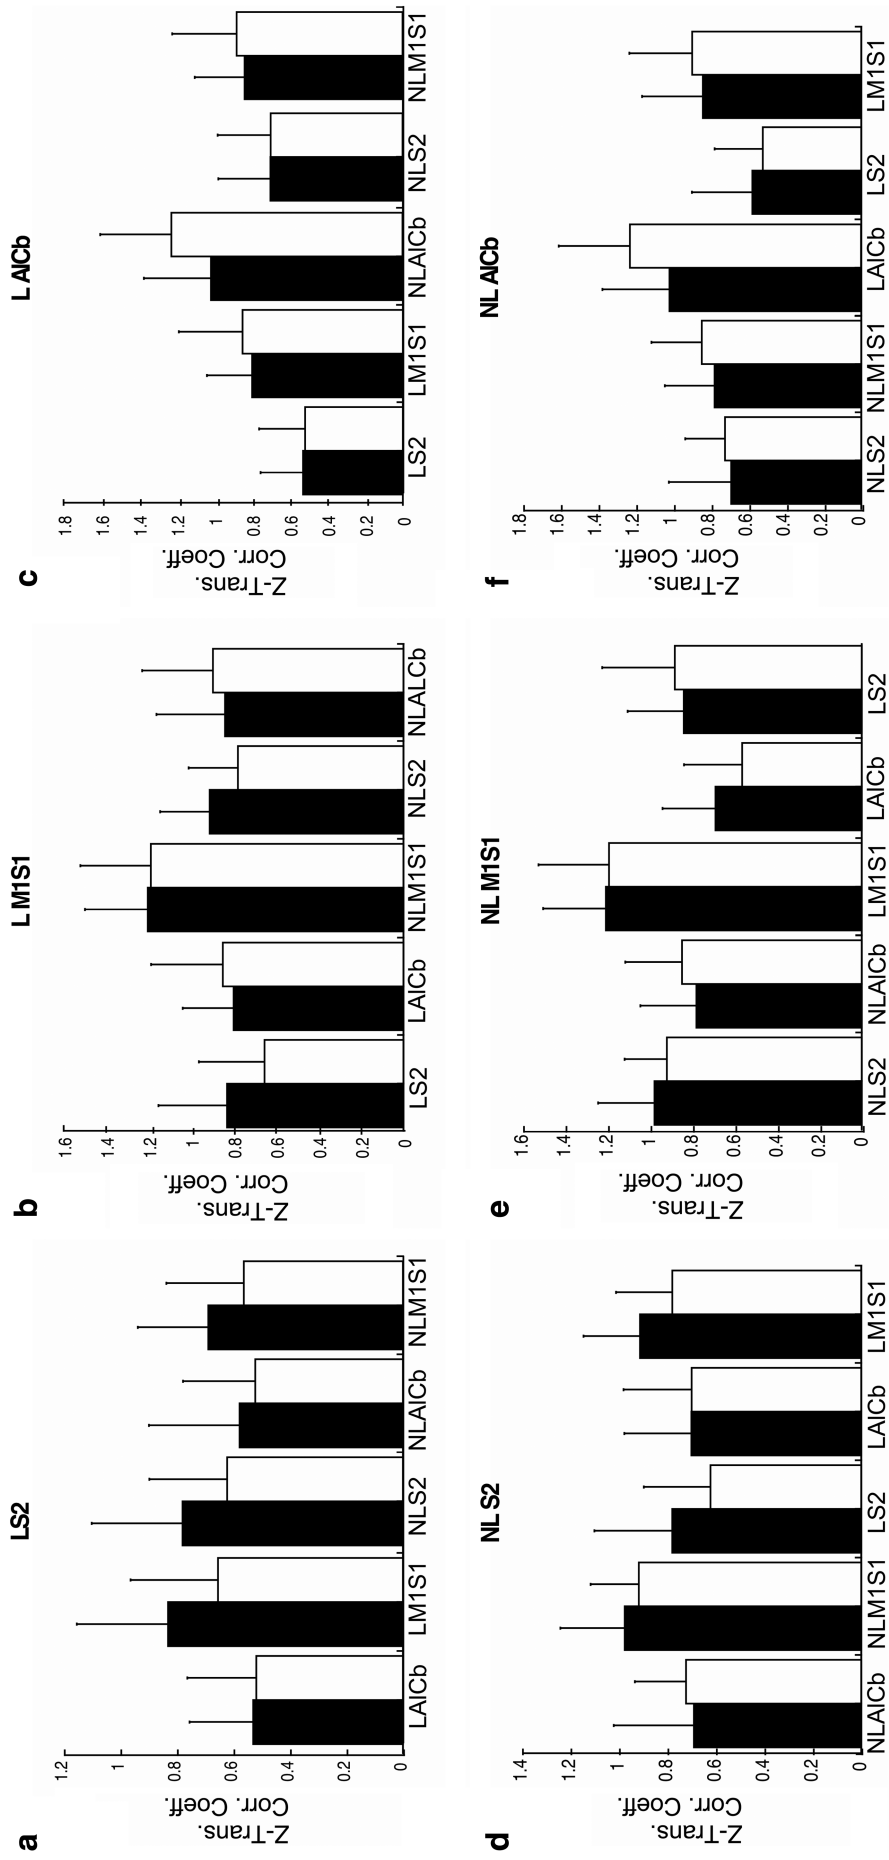 a
LS2
Z-Trans.
Corr. Coeff.
1.2
1
0.8
0.6
0.4
0.2
0
LAICb LM1S1 NLS2 NLAICb NLM1S1
b
L M1S1
Z-Trans.
Corr. Coeff.
1.6
1.4
1.2
1
0.8
0.6
0.4
0.2
0
LS2 LAICb NLM1S1 NLS2 NLALCb
c
L AICb
Z-Trans.
Corr. Coeff.
1.8
1.6
1.4
1.2
1
0.8
0.6
0.4
0.2
0
LS2 LM1S1 NLAICb NLS2 NLM1S1
d
NL S2
Z-Trans.
Corr. Coeff.
1.4
1.2
1
0.8
0.6
0.4
0.2
0
NLAICb NLM1S1 LS2 LAICb LM1S1
e
NL M1S1
Z-Trans.
Corr. Coeff.
1.6
1.4
1.2
1
0.8
0.6
0.4
0.2
0
NLS2 NLAICb LM1S1 LAICb LS2
f
NL AICb
Z-Trans.
Corr. Coeff.
1.8
1.6
1.4
1.2
1
0.8
0.6
0.4
0.2
0
NLS2 NLM1S1 LAICb LS2 LM1S1